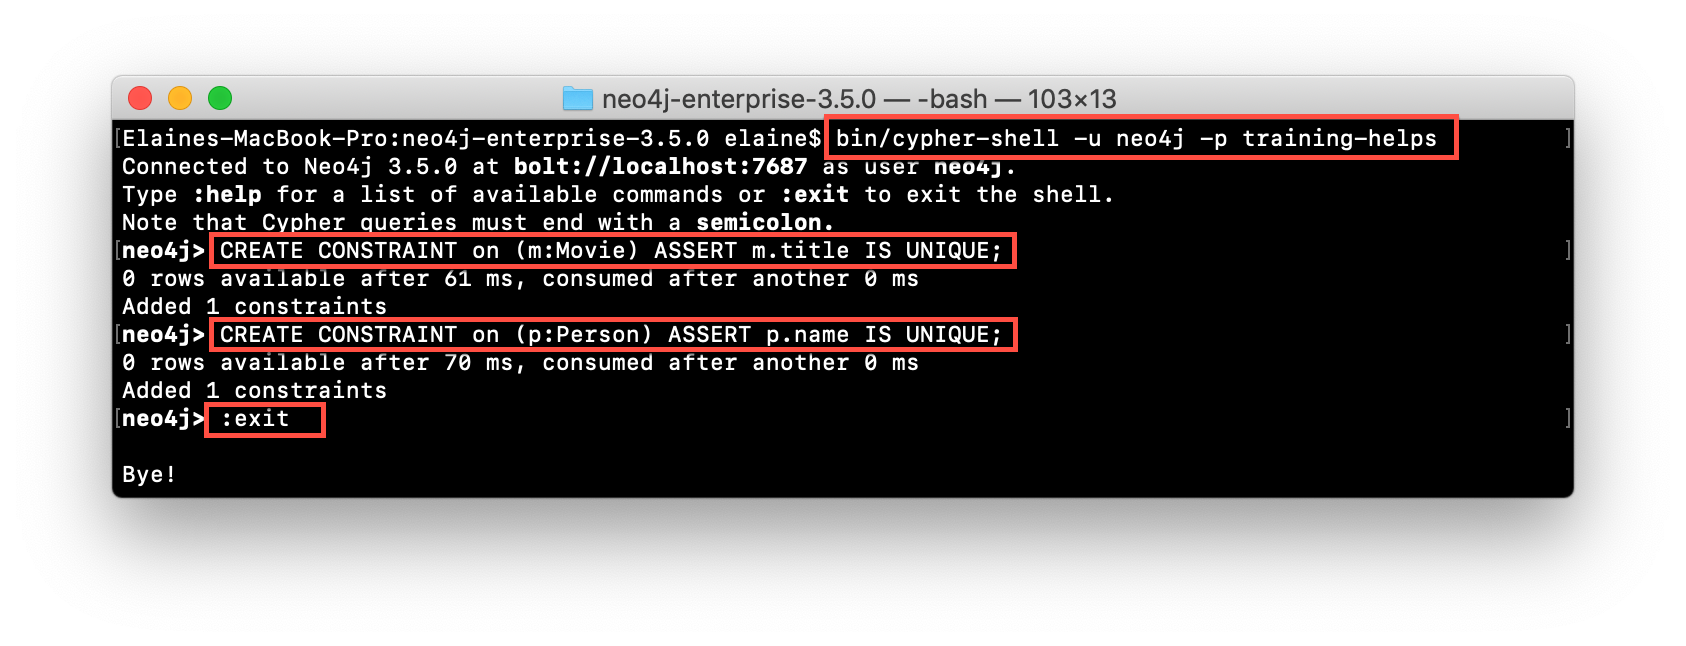 neo4j-enterprise-3.5.0 — -bash — 103×13
[Elaines-MacBook-Pro:neo4j-enterprise-3.5.0 elaine$ bin/cypher-shell -u neo4j -p training-helps ]
Connected to Neo4j 3.5.0 at bolt://localhost:7687 as user neo4j.
Type :help for a list of available commands or :exit to exit the shell.
Note that Cypher queries must end with a semicolon.
[neo4j> CREATE CONSTRAINT on (m:Movie) ASSERT m.title IS UNIQUE; ]
0 rows available after 61 ms, consumed after another 0 ms
Added 1 constraints
[neo4j> CREATE CONSTRAINT on (p:Person) ASSERT p.name IS UNIQUE; ]
0 rows available after 70 ms, consumed after another 0 ms
Added 1 constraints
[neo4j> :exit ]
Bye!